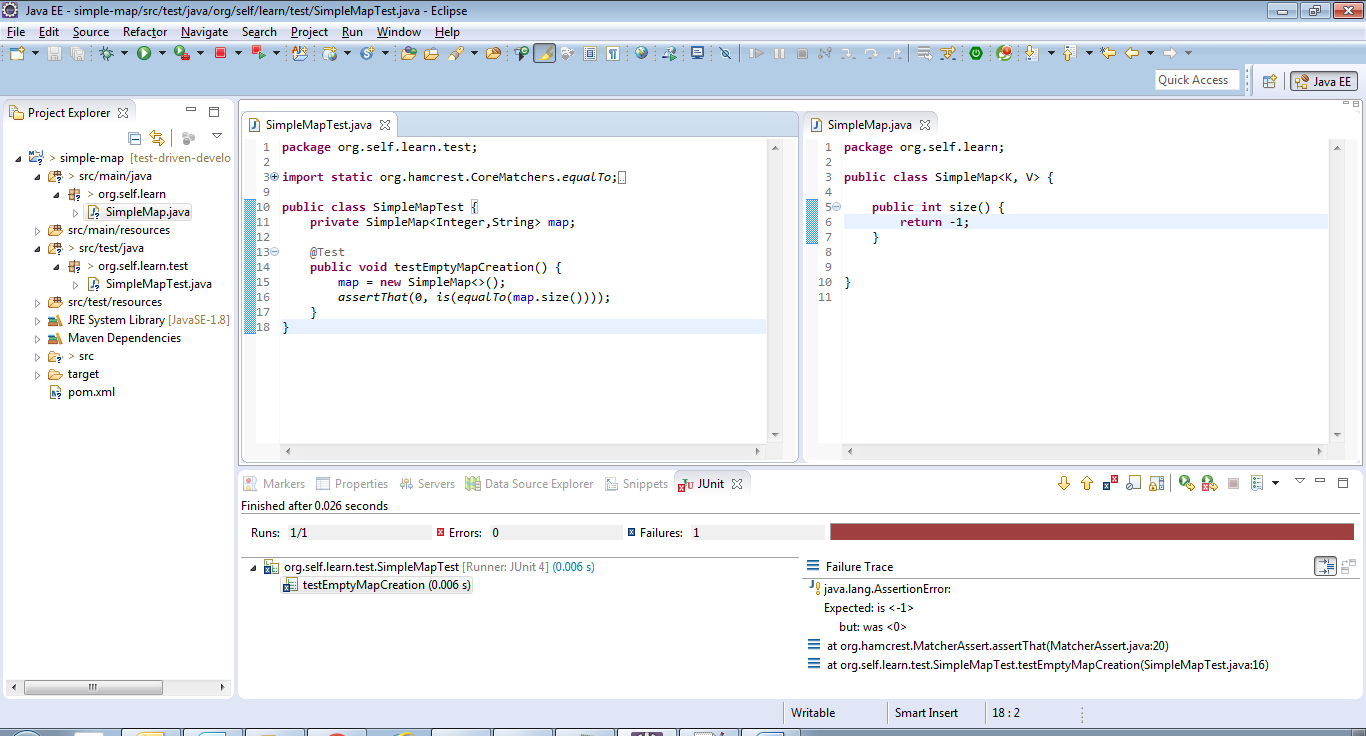 Java EE - simple-map/src/test/java/org/self/learn/test/SimpleMapTest.java - Eclipse
File Edit Source Refactor Navigate Search Project Run Window Help
Quick Access
Java EE
Project Explorer
simple-map [test-driven-develo
> src/main/java
> org.self.learn
> SimpleMap.java
src/main/resources
> src/test/java
> org.self.learn.test
> SimpleMapTest.java
src/test/resources
JRE System Library [JavaSE-1.8]
Maven Dependencies
> src
target
pom.xml
SimpleMapTest.java
1 package org.self.learn.test;
2
3 import static org.hamcrest.CoreMatchers.equalTo;
9
10 public class SimpleMapTest {
11 private SimpleMap<Integer,String> map;
12
13 @Test
14 public void testEmptyMapCreation() {
15 map = new SimpleMap<>();
16 assertThat(0, is(equalTo(map.size())));
17 }
18 }
SimpleMap.java
1 package org.self.learn;
2
3 public class SimpleMap<K, V> {
4
5 public int size() {
6 return -1;
7 }
8
9
10 }
11
Markers Properties Servers Data Source Explorer Snippets JUnit
Finished after 0.026 seconds
Runs: 1/1 Errors: 0 Failures: 1
org.self.learn.test.SimpleMapTest [Runner: JUnit 4] (0.006 s)
testEmptyMapCreation (0.006 s)
Failure Trace
java.lang.AssertionError:
Expected: is <-1>
but: was <0>
at org.hamcrest.MatcherAssert.assertThat(MatcherAssert.java:20)
at org.self.learn.test.SimpleMapTest.testEmptyMapCreation(SimpleMapTest.java:16)
Writable Smart Insert 18 : 2